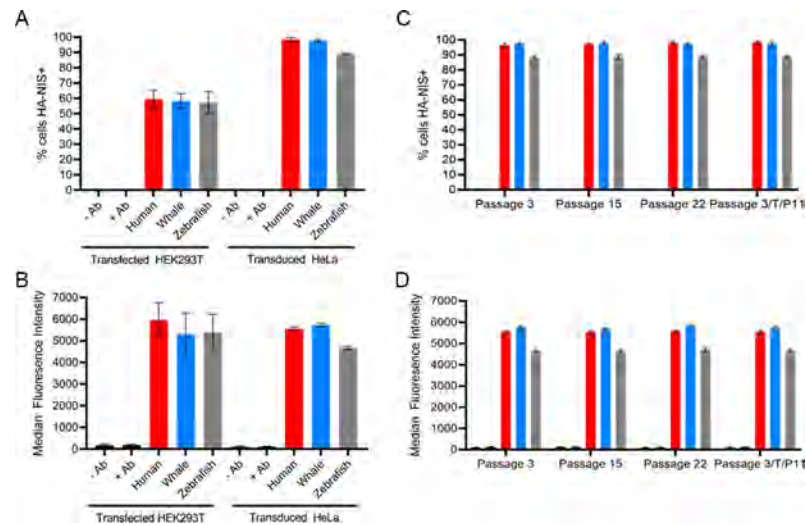 A
% cells HA-NIS+
100
90
80
70
60
50
40
30
20
10
0
- Ab
+ Ab
Human
Whale
Zebrafish
- Ab
+ Ab
Human
Whale
Zebrafish
Transfected HEK293T
Transduced HeLa
C
% cells HA-NIS+
100
90
80
70
60
50
40
30
20
10
0
Passage 3
Passage 15
Passage 22
Passage 3/T/P11
B
Median Fluoresence Intensity
7000
6000
5000
4000
3000
2000
1000
0
- Ab
+ Ab
Human
Whale
Zebrafish
- Ab
+ Ab
Human
Whale
Zebrafish
Transfected HEK293T
Transduced HeLa
D
Median Fluoresence Intensity
7000
6000
5000
4000
3000
2000
1000
0
Passage 3
Passage 15
Passage 22
Passage 3/T/P11